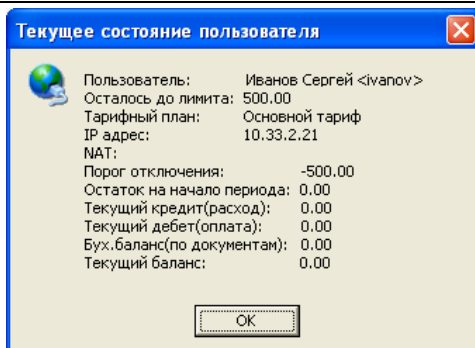 Текущее состояние пользователя
Пользователь: Иванов Сергей <ivanov>
Осталось до лимита: 500.00
Тарифный план: Основной тариф
IP адрес: 10.33.2.21
NAT:
Порог отключения: -500.00
Остаток на начало периода: 0.00
Текущий кредит(расход): 0.00
Текущий дебет(оплата): 0.00
Бух.баланс(по документам): 0.00
Текущий баланс: 0.00
OK